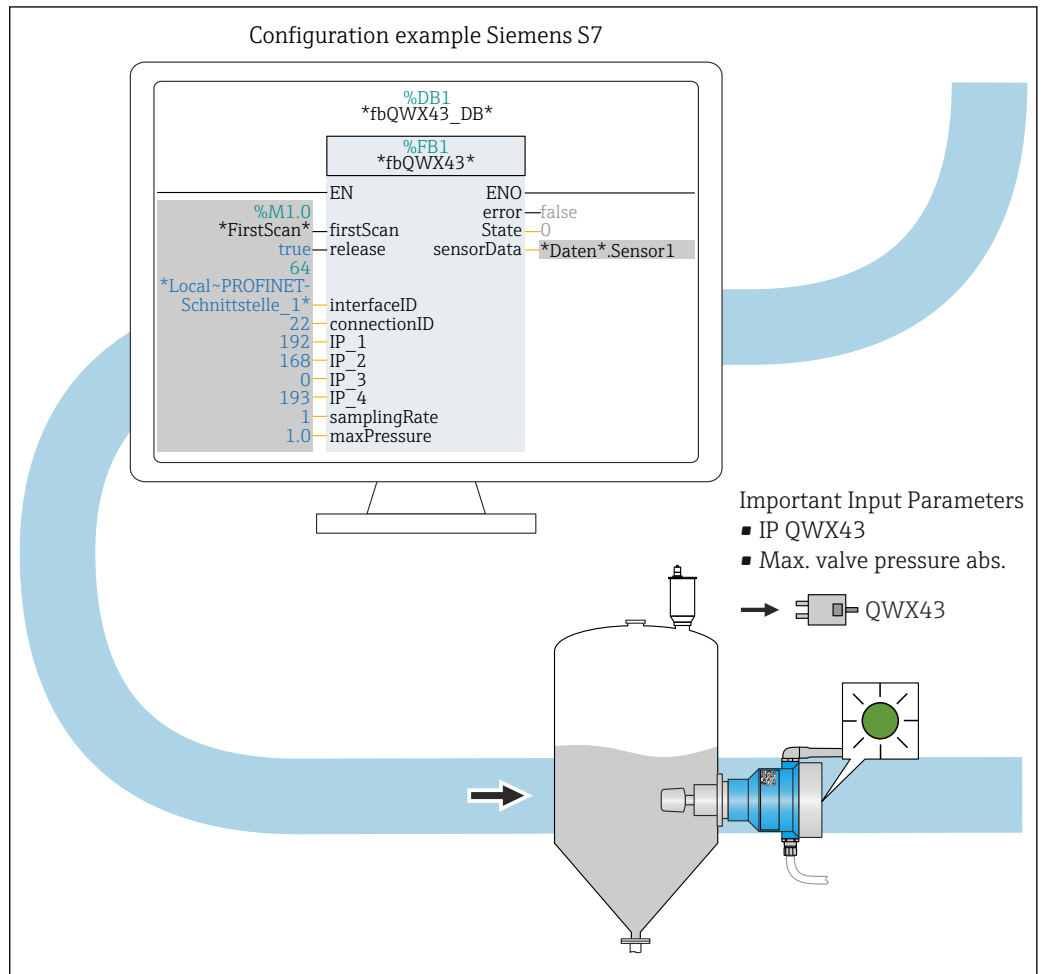 Configuration example Siemens S7
%DB1
*fbQWX43_DB*
%FB1
*fbQWX43*
EN ENO
%M1.0 error false
*FirstScan* firstScan State 0
true release sensorData *Daten*.Sensor1
64
*Local~PROFINET-
Schnittstelle_1* interfaceID
22 connectionID
192 IP_1
168 IP_2
0 IP_3
193 IP_4
1 samplingRate
1.0 maxPressure
Important Input Parameters
▪ IP QWX43
▪ Max. valve pressure abs.
QWX43